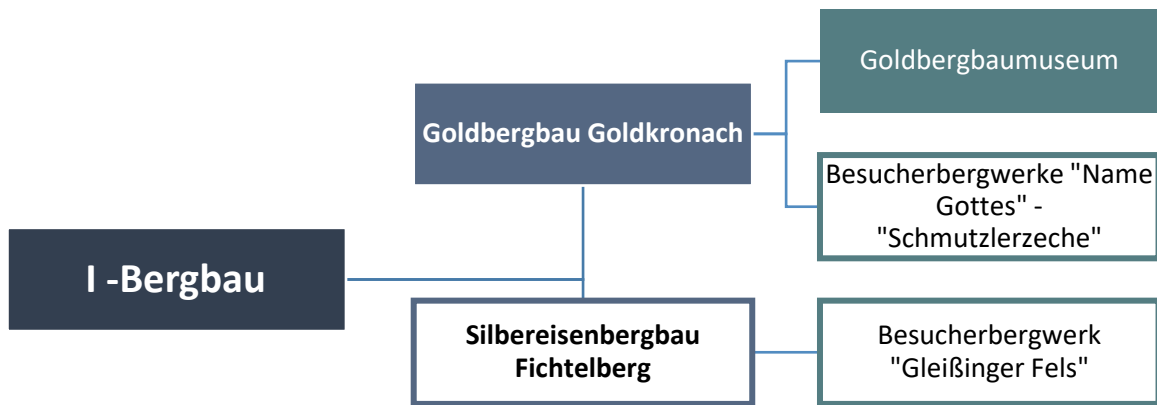 I -Bergbau
Goldbergbau Goldkronach
Goldbergbaumuseum
Besucherbergwerke "Name
Gottes" -
"Schmutzlerzeche"
Silbereisenbergbau
Fichtelberg
Besucherbergwerk
"Gleißinger Fels"